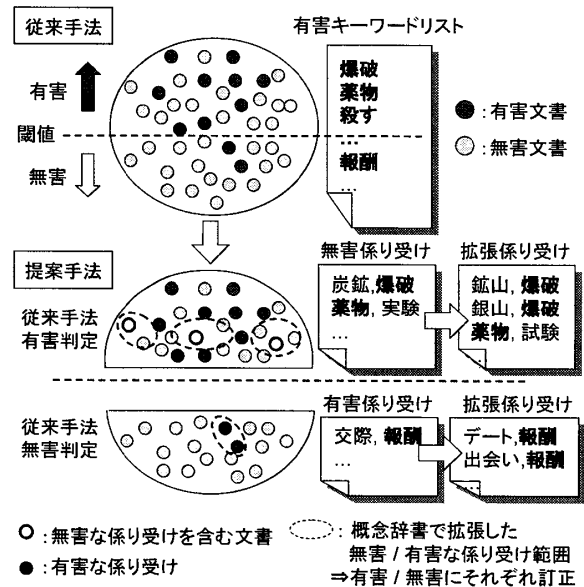 従来手法
有害
閾値
無害
有害キーワードリスト
爆破
薬物
殺す
…
報酬
…
●:有害文書
○:無害文書
提案手法
従来手法
有害判定
無害係り受け
炭鉱,爆破
薬物,実験
…
拡張係り受け
鉱山,爆破
銀山,爆破
薬物,試験
…
従来手法
無害判定
有害係り受け
交際,報酬
…
拡張係り受け
デート,報酬
出会い,報酬
…
○:無害な係り受けを含む文書
●:有害な係り受け
:概念辞書で拡張した
無害/有害な係り受け範囲
⇒有害/無害にそれぞれ訂正